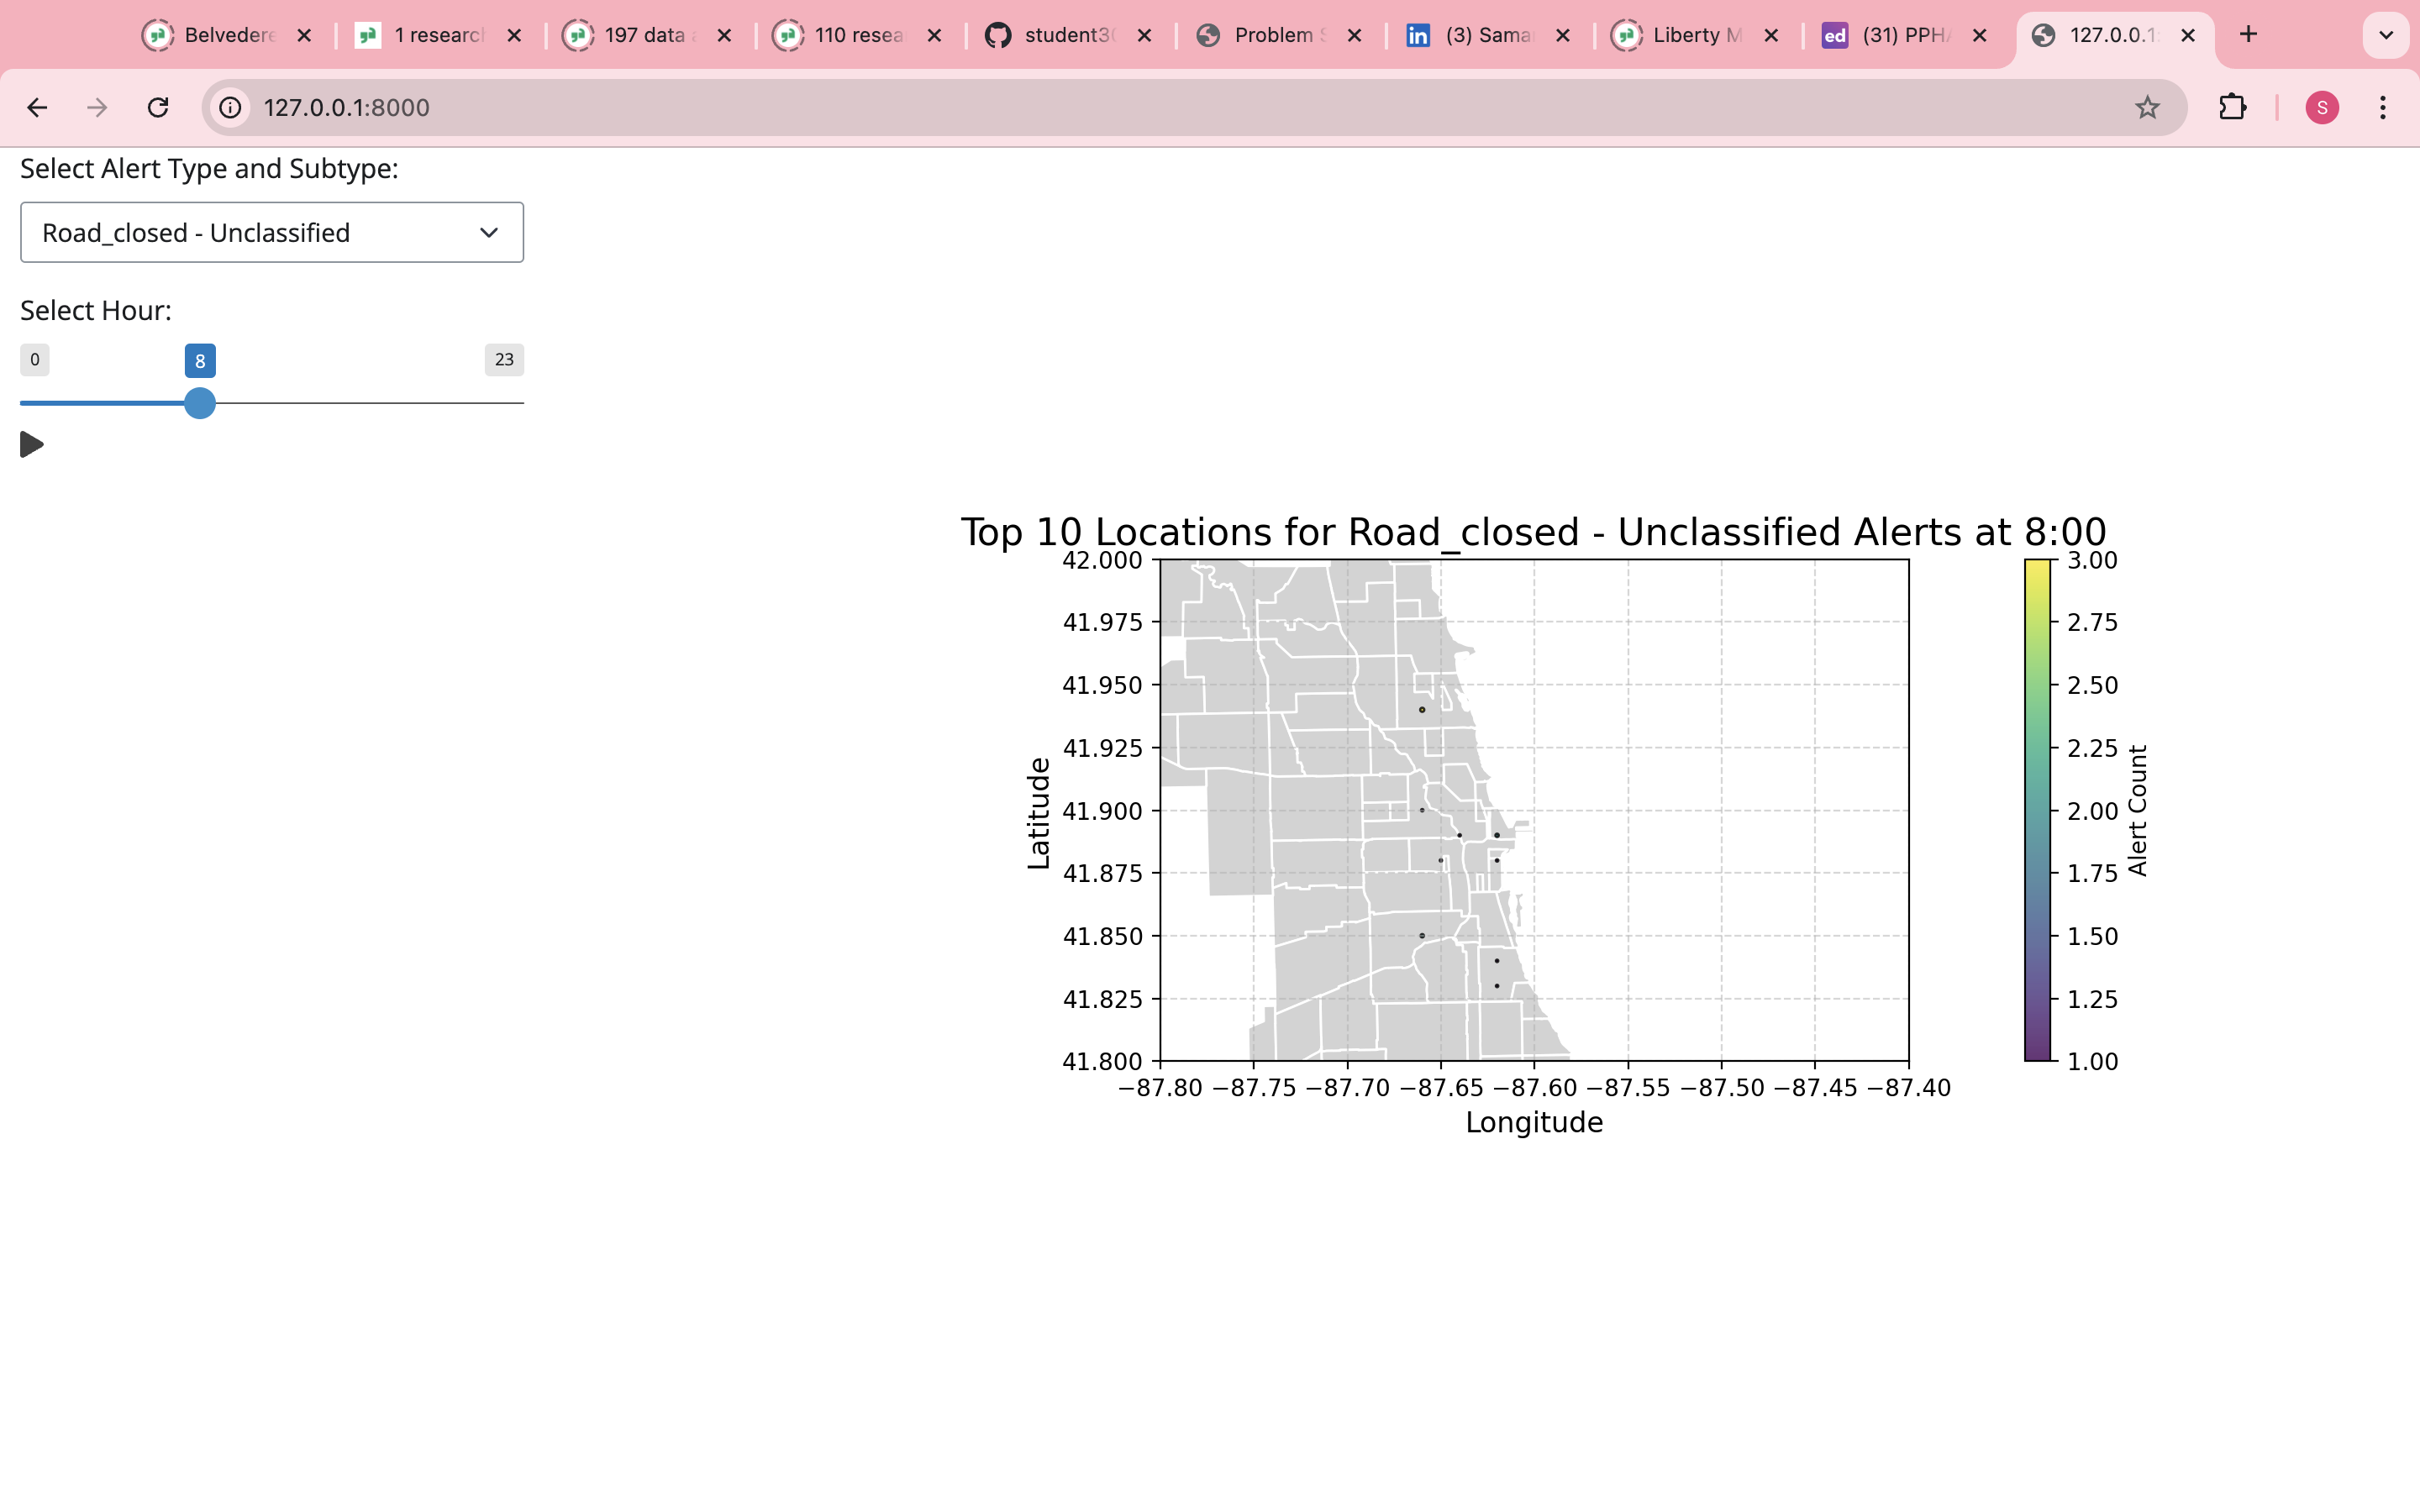 Belvedere 1 research 197 data 110 resea student30 Problem S (3) Sama Liberty M ed (31) PPHA 127.0.0.1:
127.0.0.1:8000 S
Select Alert Type and Subtype:
Road_closed - Unclassified
Select Hour:
0 8 23
Top 10 Locations for Road_closed - Unclassified Alerts at 8:00
42.000
41.975
41.950
41.925
41.900
41.875
41.850
41.825
41.800
Latitude
−87.80 −87.75 −87.70 −87.65 −87.60 −87.55 −87.50 −87.45 −87.40
Longitude
3.00
2.75
2.50
2.25
2.00
1.75
1.50
1.25
1.00
Alert Count